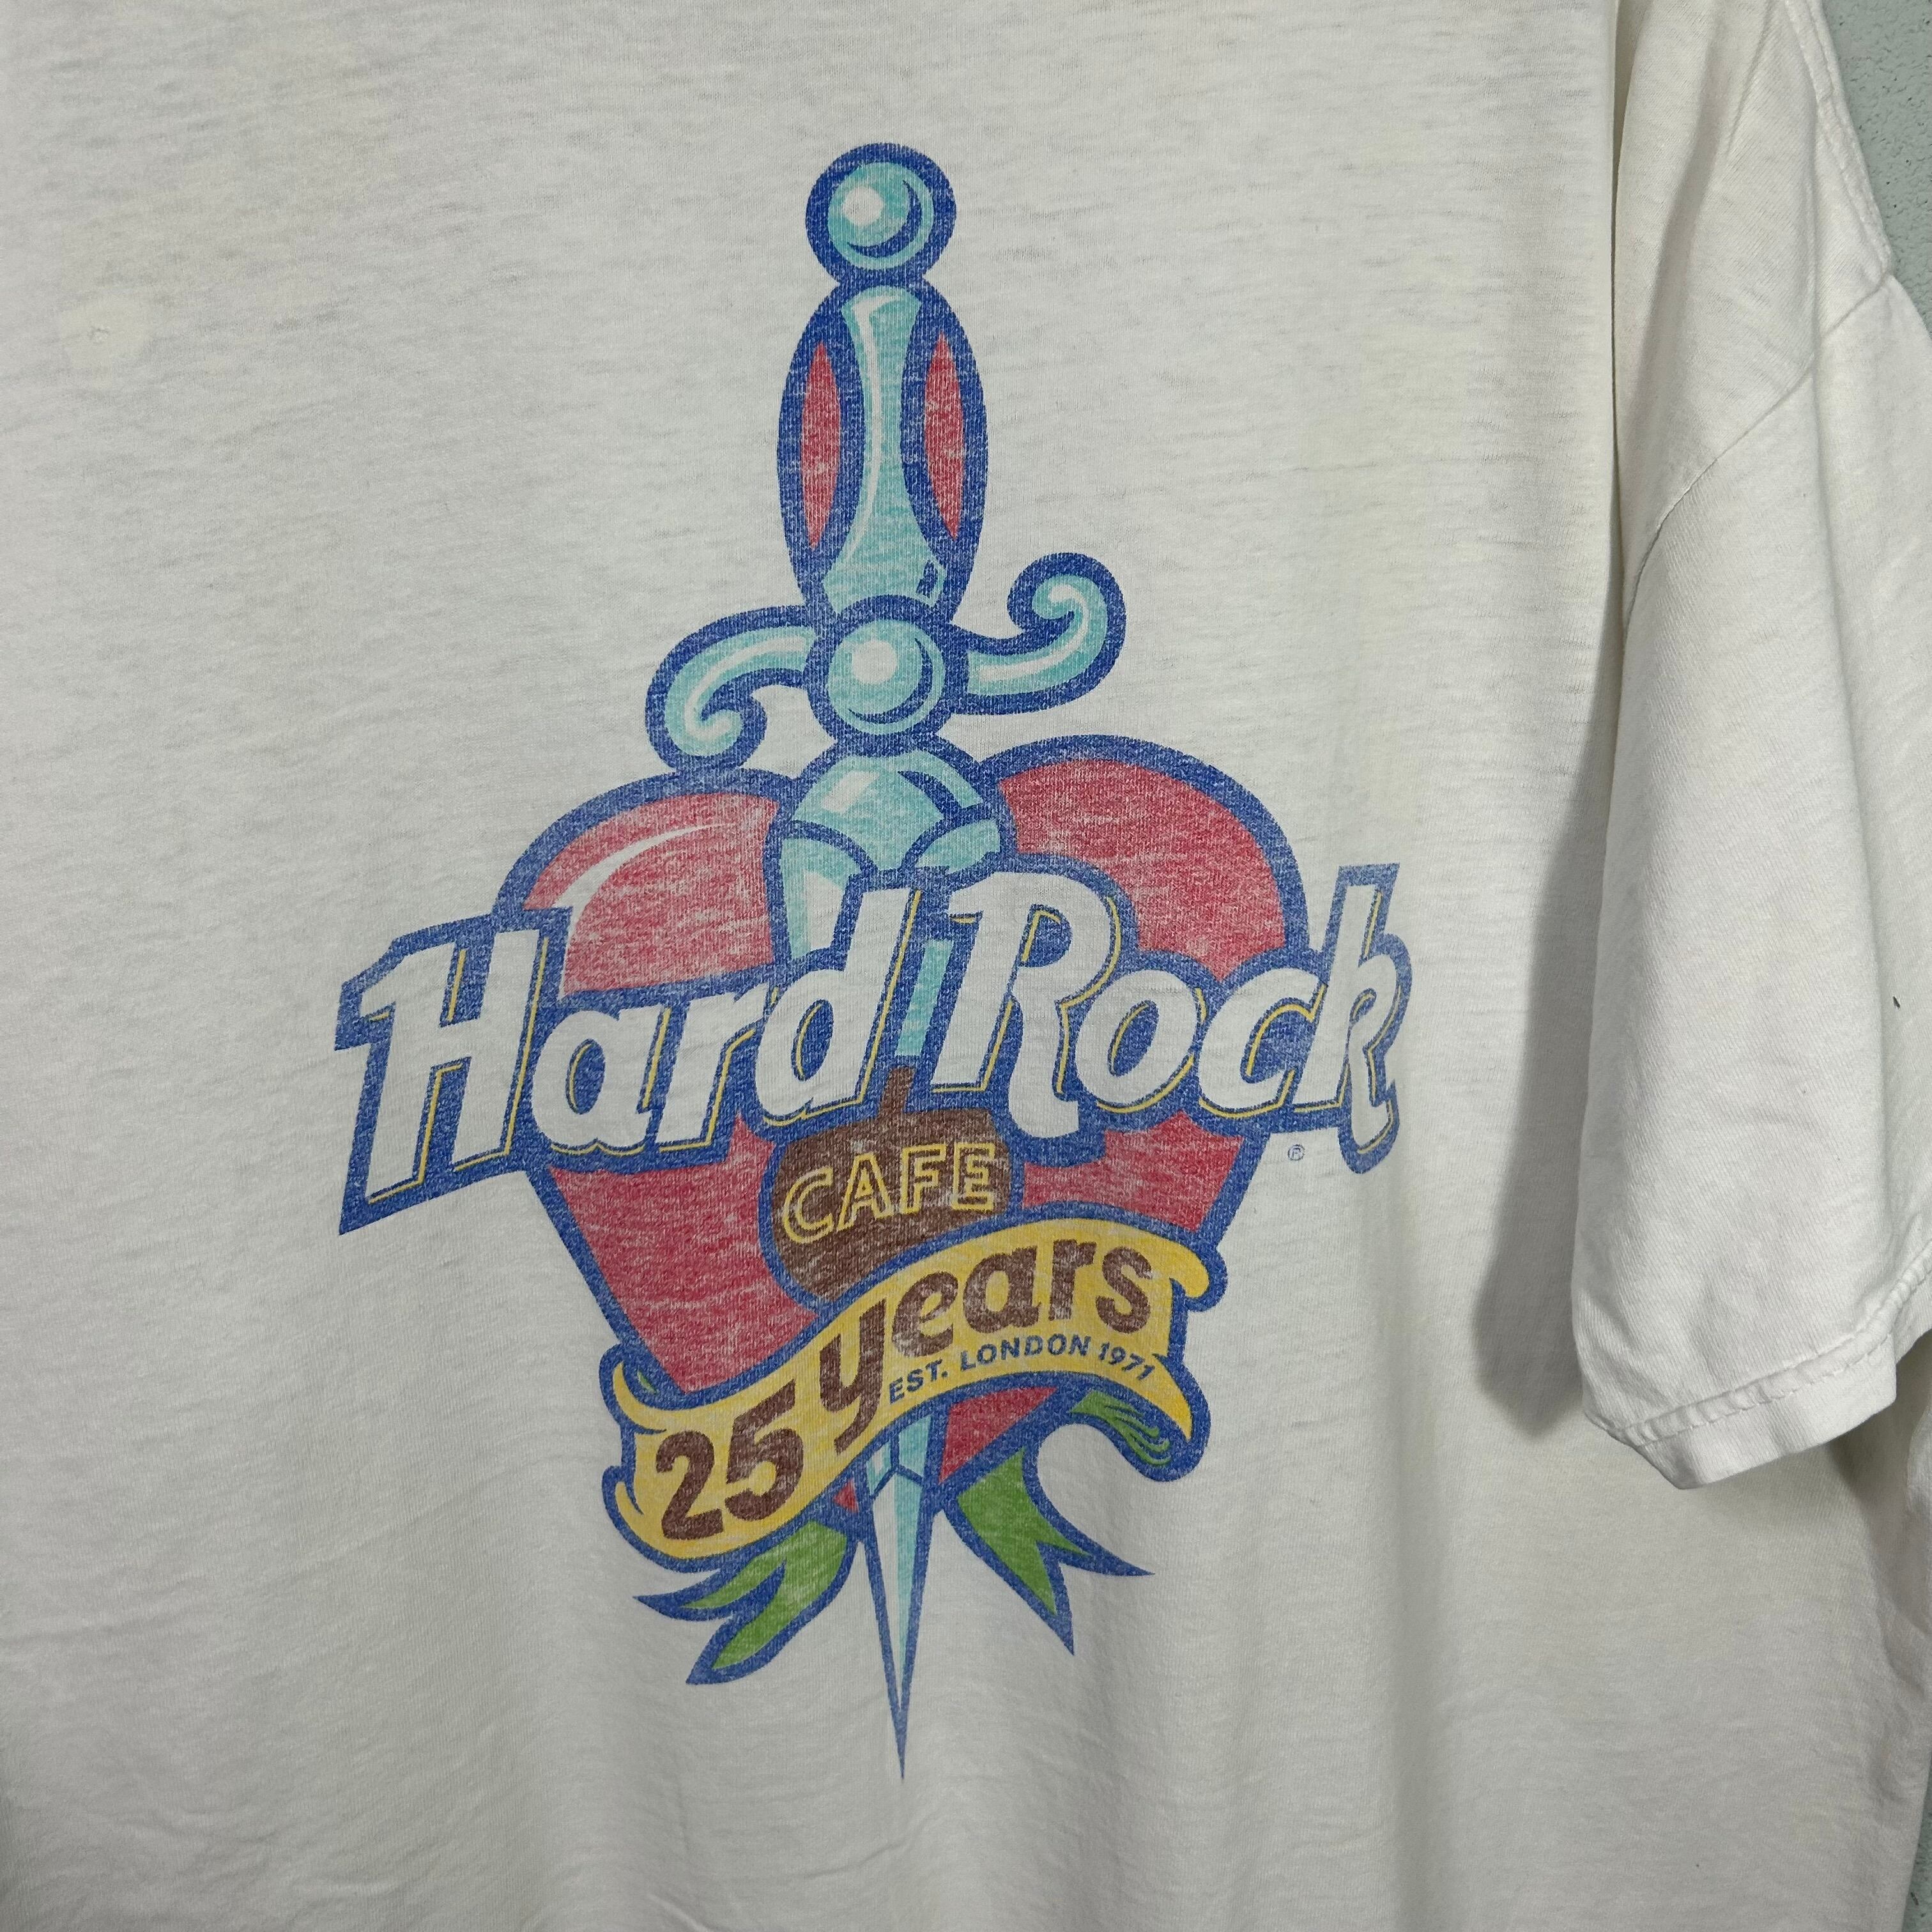 Hard Rock
®
CAFE
25 years
EST. LONDON 1971